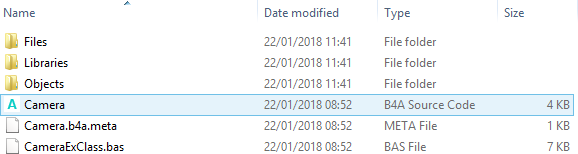 Name Date modified Type Size
Files 22/01/2018 11:41 File folder
Libraries 22/01/2018 11:41 File folder
Objects 22/01/2018 11:41 File folder
A Camera 22/01/2018 08:52 B4A Source Code 4 KB
Camera.b4a.meta 22/01/2018 08:52 META File 1 KB
CameraExClass.bas 22/01/2018 08:52 BAS File 7 KB